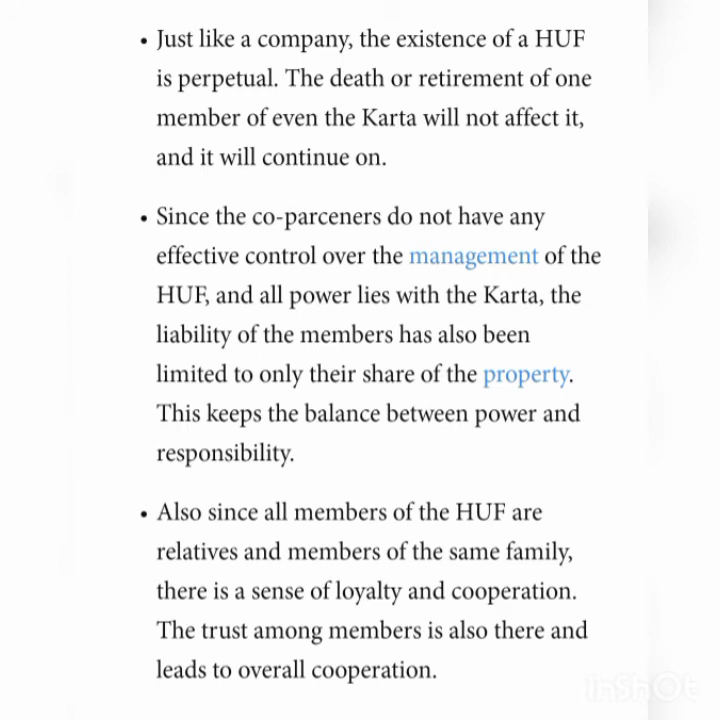 • Just like a company, the existence of a HUF
is perpetual. The death or retirement of one
member of even the Karta will not affect it,
and it will continue on.
• Since the co-parceners do not have any
effective control over the management of the
HUF, and all power lies with the Karta, the
liability of the members has also been
limited to only their share of the property.
This keeps the balance between power and
responsibility.
• Also since all members of the HUF are
relatives and members of the same family,
there is a sense of loyalty and cooperation.
The trust among members is also there and
leads to overall cooperation.
InShOt